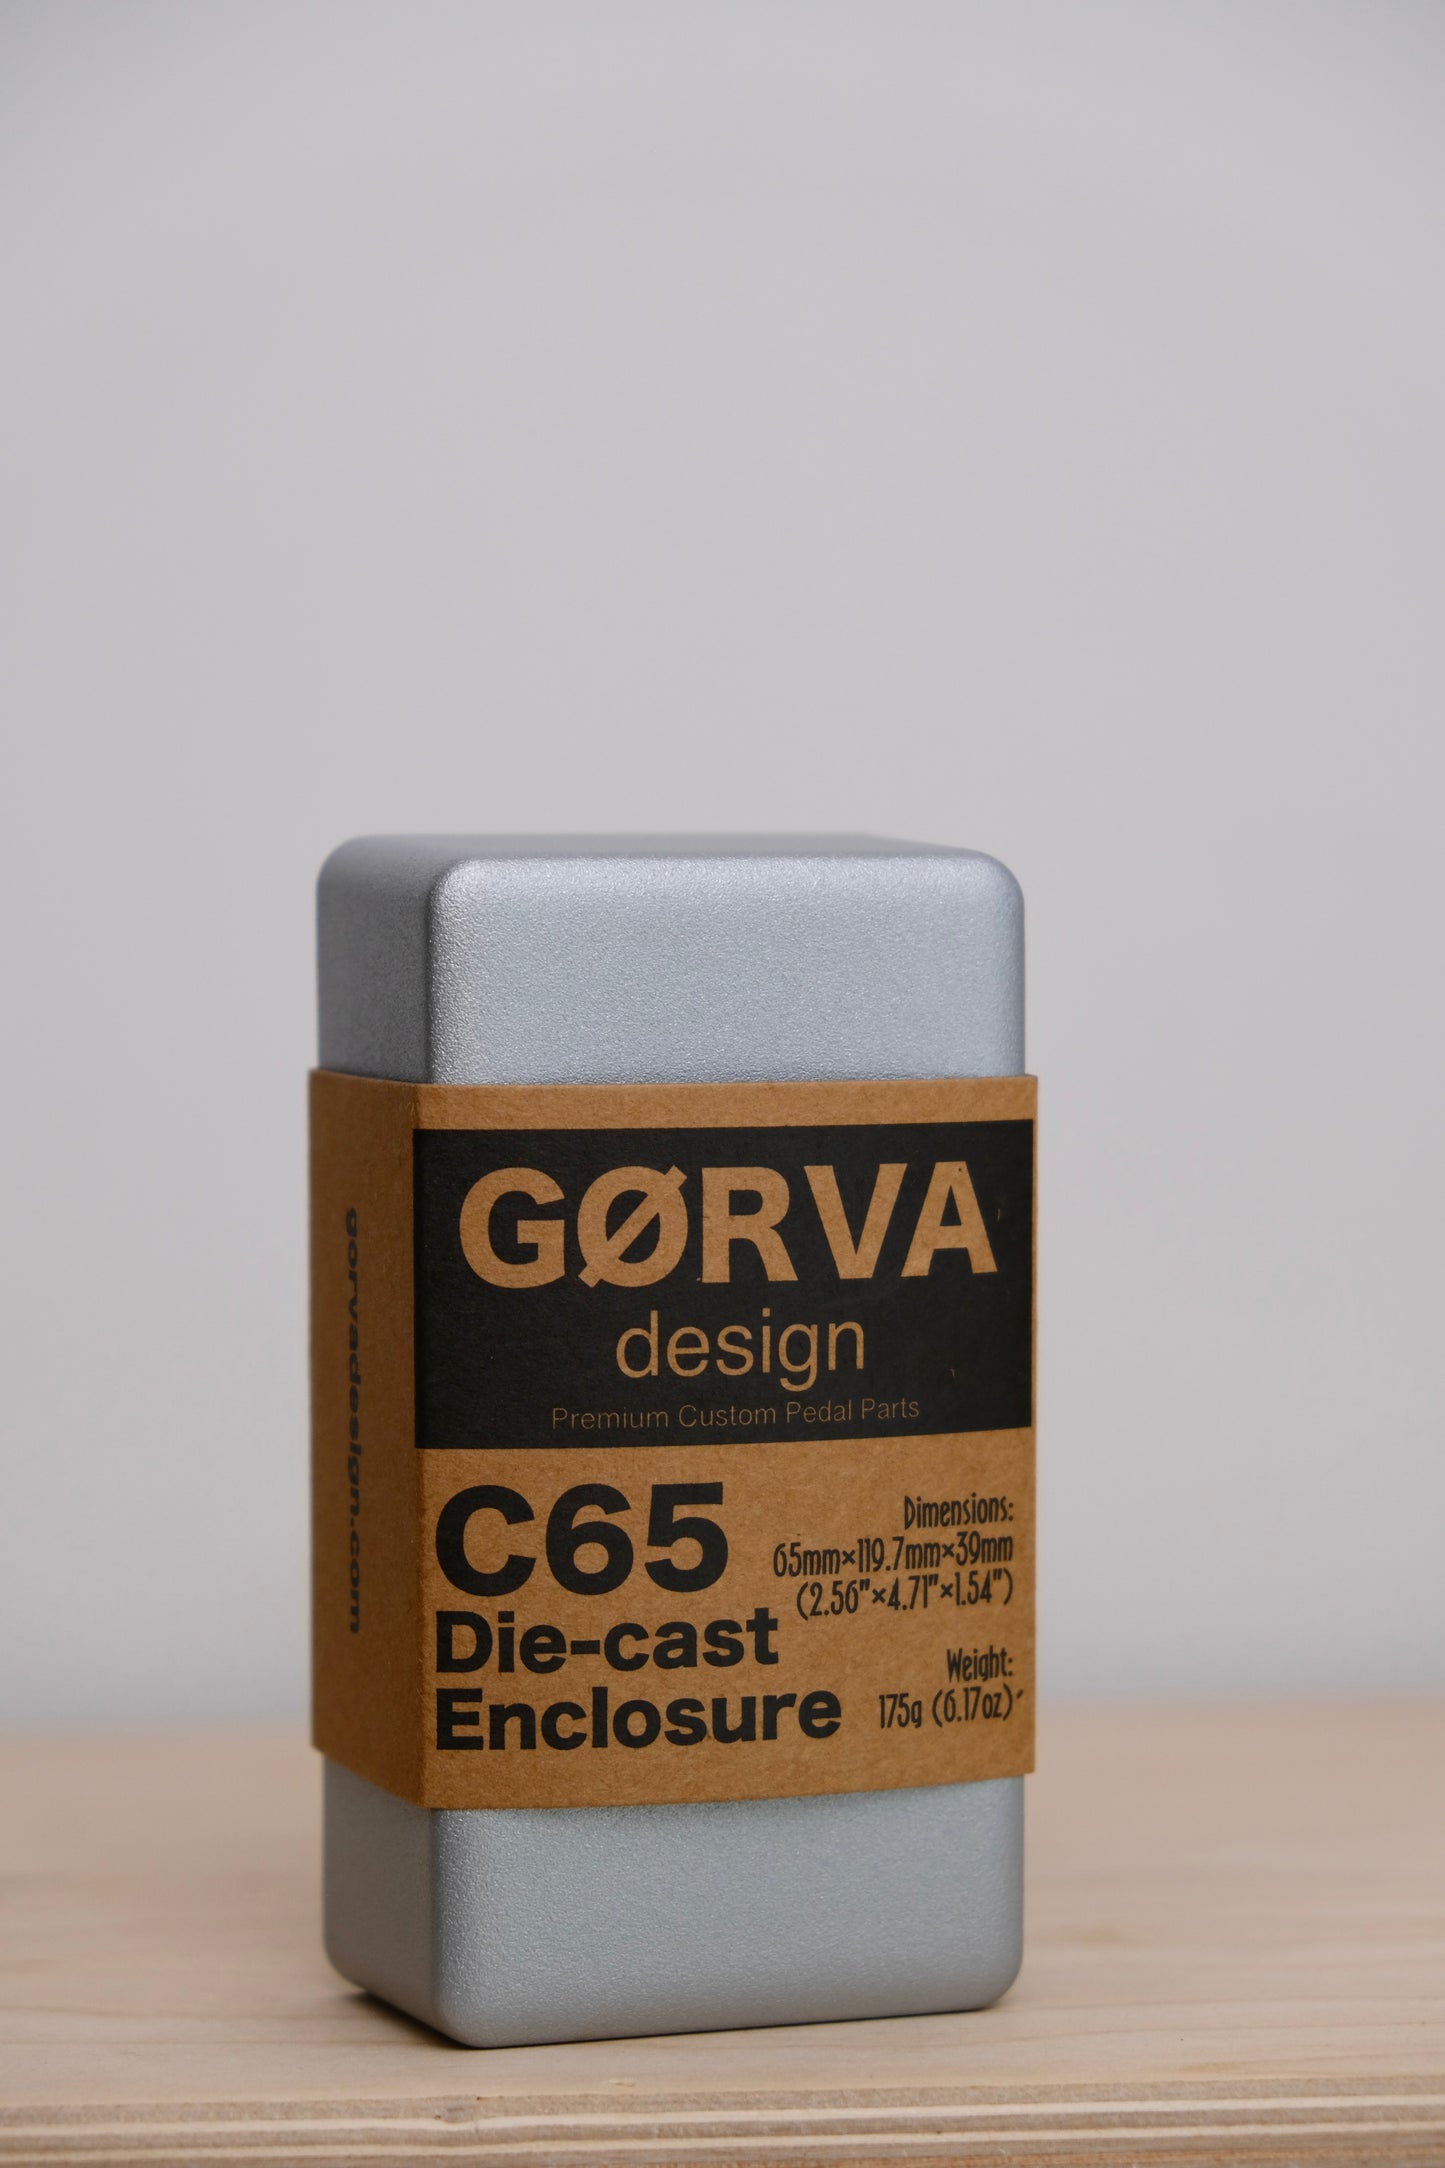 gorvadesign.com
GØRVA
design
Premium Custom Pedal Parts
C65
Die-cast
Enclosure
Dimensions:
65mm×119.7mm×39mm
(2.56"×4.71"×1.54")
Weight:
175g (6.17oz)